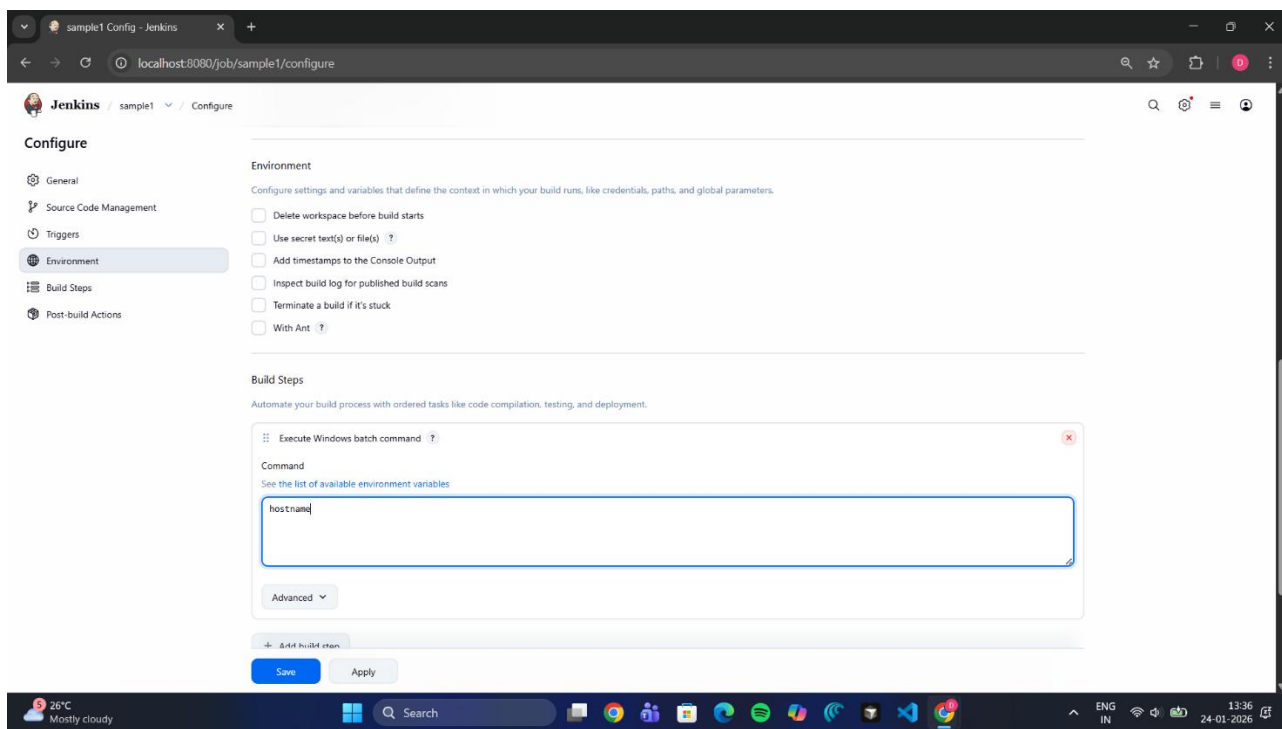 sample1 Config - Jenkins
localhost:8080/job/sample1/configure
D
Jenkins / sample1 / Configure
Configure
General
Source Code Management
Triggers
Environment
Build Steps
Post-build Actions
Environment
Configure settings and variables that define the context in which your build runs, like credentials, paths, and global parameters.
Delete workspace before build starts
Use secret text(s) or file(s) ?
Add timestamps to the Console Output
Inspect build log for published build scans
Terminate a build if it's stuck
With Ant ?
Build Steps
Automate your build process with ordered tasks like code compilation, testing, and deployment.
Execute Windows batch command ?
Command
See the list of available environment variables
hostname
Advanced
+ Add build step
Save Apply
5 26°C
Mostly cloudy
Search
ENG
IN
13:36
24-01-2026